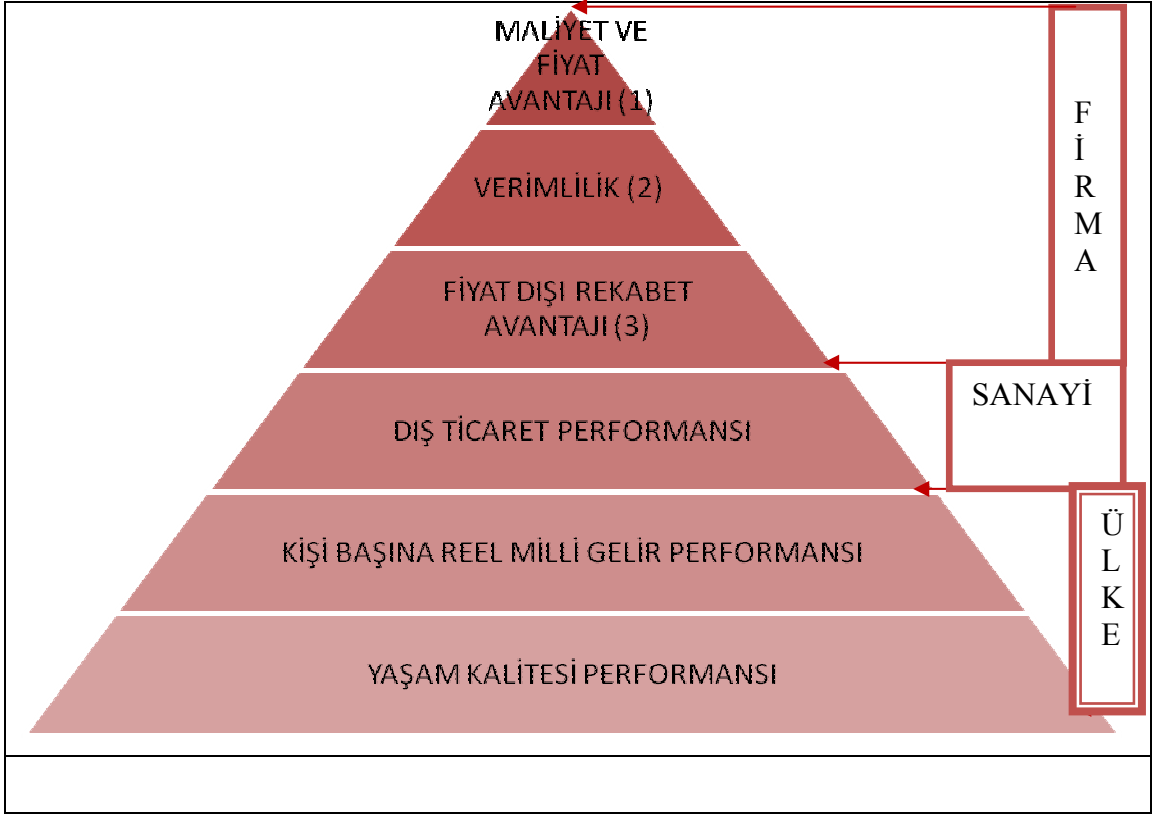 MALİYET VE
FİYAT
AVANTAJI (1)
VERİMLİLİK (2)
FİYAT DIŞI REKABET
AVANTAJI (3)
DIŞ TİCARET PERFORMANSI
KİŞİ BAŞINA REEL MİLLİ GELİR PERFORMANSI
YAŞAM KALİTESİ PERFORMANSI
F
İ
R
M
A
SANAYİ
Ü
L
K
E